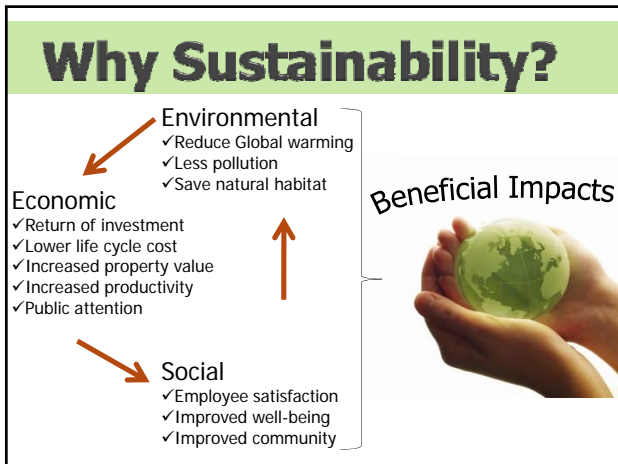 Why Sustainability?
Environmental
✓Reduce Global warming
✓Less pollution
✓Save natural habitat
Economic
✓Return of investment
✓Lower life cycle cost
✓Increased property value
✓Increased productivity
✓Public attention
Social
✓Employee satisfaction
✓Improved well-being
✓Improved community
Beneficial Impacts